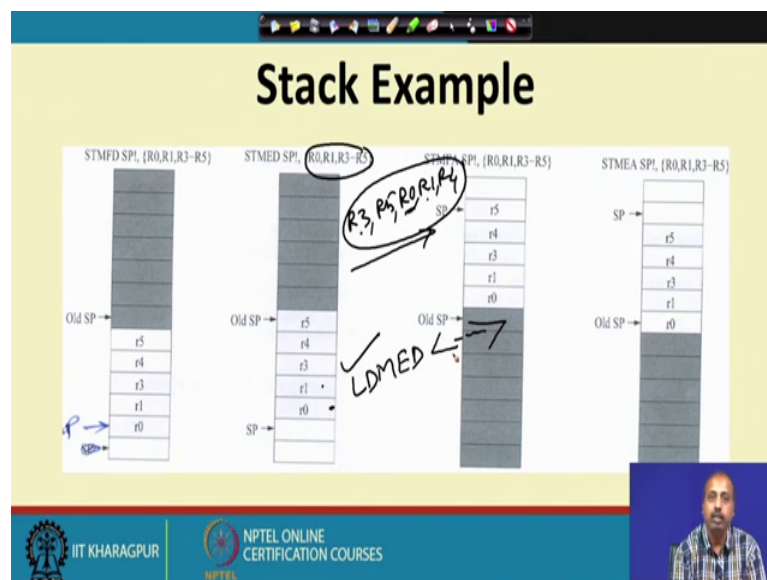 Stack Example
STMFD SP!, {R0,R1,R3–R5}
STMED SP!, {R0,R1,R3–R5}
STMFA SP!, {R0,R1,R3–R5}
STMEA SP!, {R0,R1,R3–R5}
Old SP
r5
r4
r3
r1
r0
SP
Old SP
r5
r4
r3
r1
r0
SP
R3, R5, R0, R1, R4
LDMED <--->
SP
r5
r4
r3
r1
r0
Old SP
SP
r5
r4
r3
r1
r0
Old SP
IIT KHARAGPUR
NPTEL ONLINE
CERTIFICATION COURSES
NPTEL